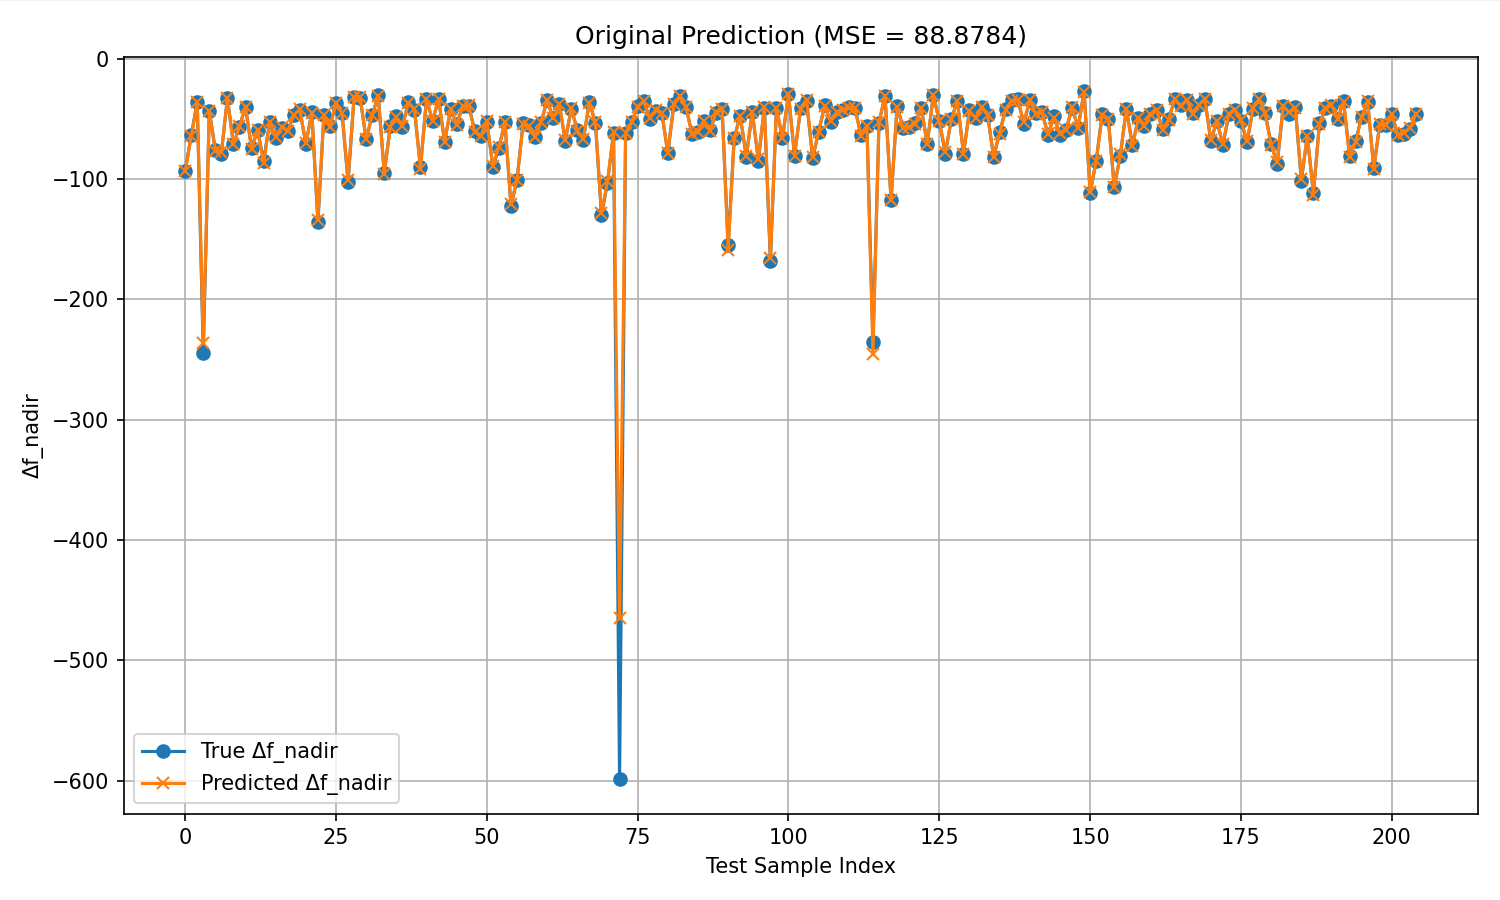 Original Prediction (MSE = 88.8784)
0
−100
−200
−300
−400
−500
−600
Δf_nadir
True Δf_nadir
Predicted Δf_nadir
0 25 50 75 100 125 150 175 200
Test Sample Index